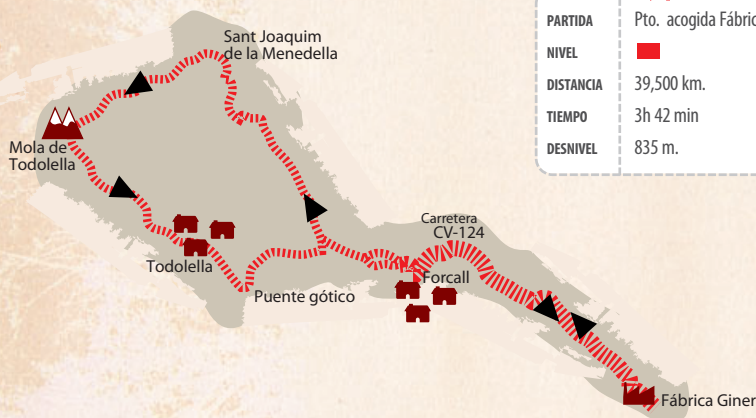 Sant Joaquim
de la Menedella
Mola de
Todolella
Todolella
Puente gótico
Carretera
CV-124
Forcall
Fábrica Giner
PARTIDA Pto. acogida
NIVEL
DISTANCIA 39,500 km.
TIEMPO 3h 42 min
DESNIVEL 835 m.